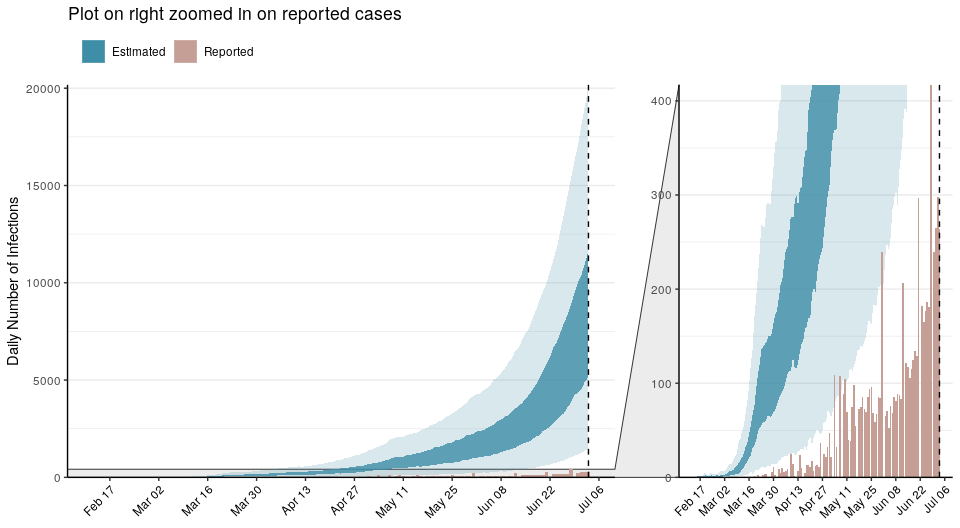 Plot on right zoomed in on reported cases
Estimated Reported
Daily Number of Infections
20000
15000
10000
5000
0
Feb 17 Mar 02 Mar 16 Mar 30 Apr 13 Apr 27 May 11 May 25 Jun 08 Jun 22 Jul 06
400
300
200
100
0
Feb 17 Mar 02 Mar 16 Mar 30 Apr 13 Apr 27 May 11 May 25 Jun 08 Jun 22 Jul 06